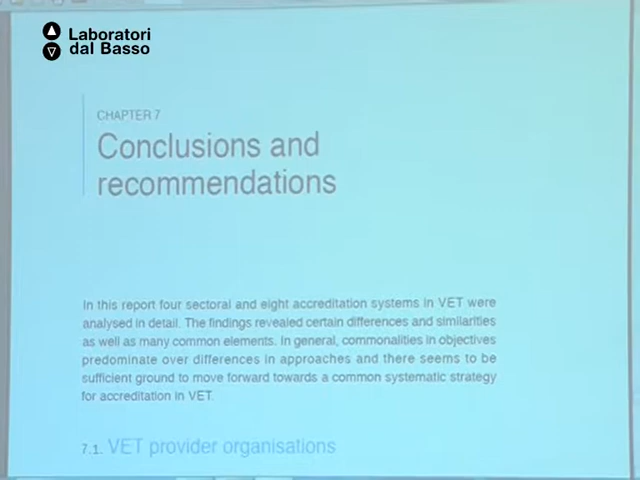 Laboratori
dal Basso
CHAPTER 7
Conclusions and
recommendations
In this report four sectoral and eight accreditation systems in VET were
analysed in detail. The findings revealed certain differences and similarities
as well as many common elements. In general, commonalities in objectives
predominate over differences in approaches and there seems to be
sufficient ground to move forward towards a common systematic strategy
for accreditation in VET.
7.1. VET provider organisations